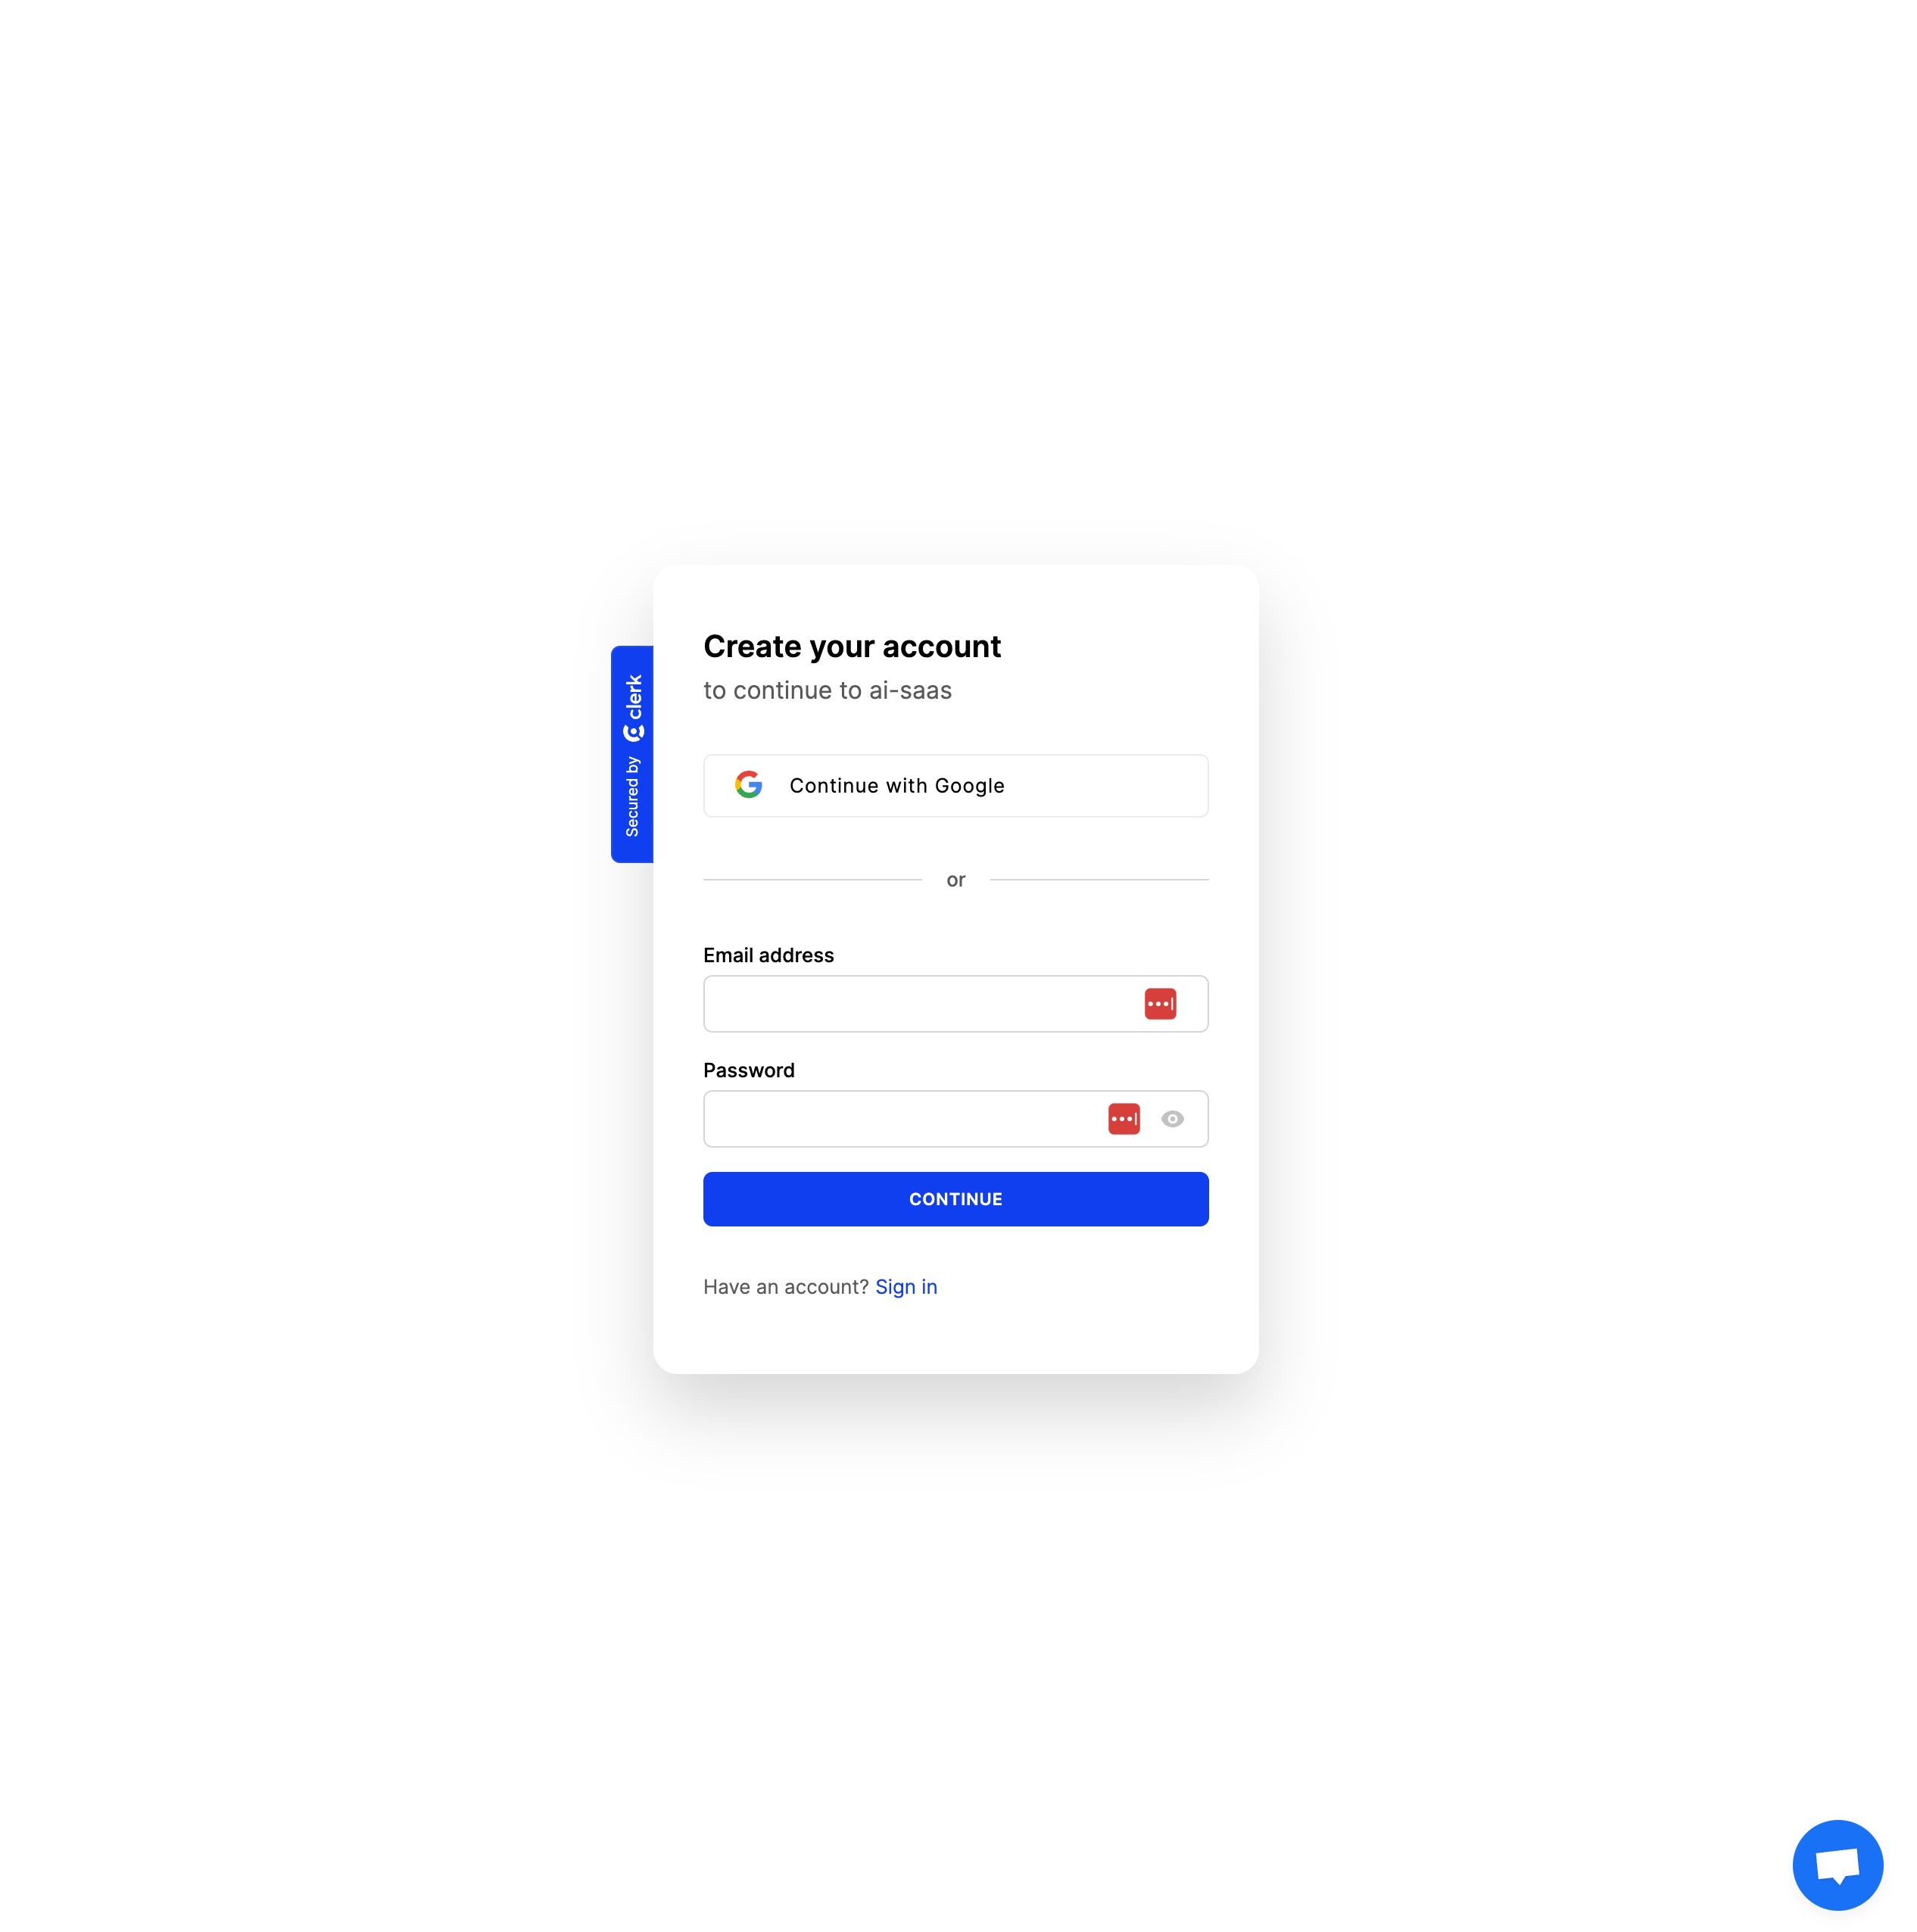 Create your account
to continue to ai-saas
Secured by clerk
Continue with Google
or
Email address
Password
CONTINUE
Have an account? Sign in